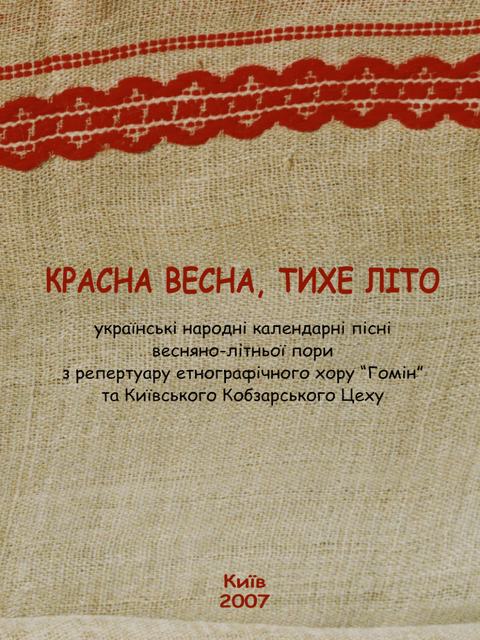 КРАСНА ВЕСНА, ТИХЕ ЛІТО
українські народні календарні пісні
весняно-літньої пори
з репертуару етнографічного хору “Гомін”
та Київського Кобзарського Цеху
Київ
2007